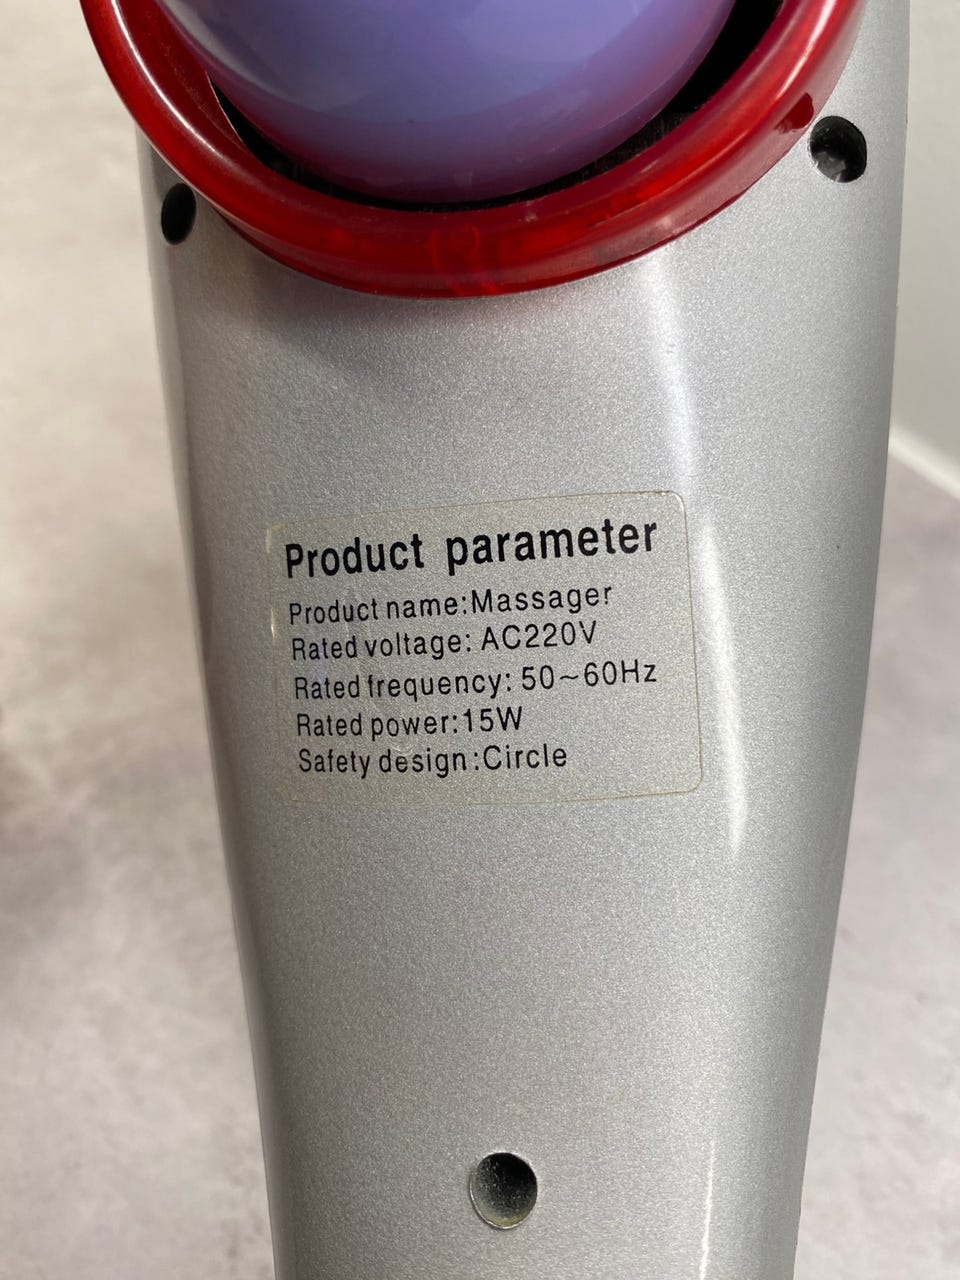 Product parameter
Product name:Massager
Rated voltage: AC220V
Rated frequency: 50~60Hz
Rated power:15W
Safety design:Circle